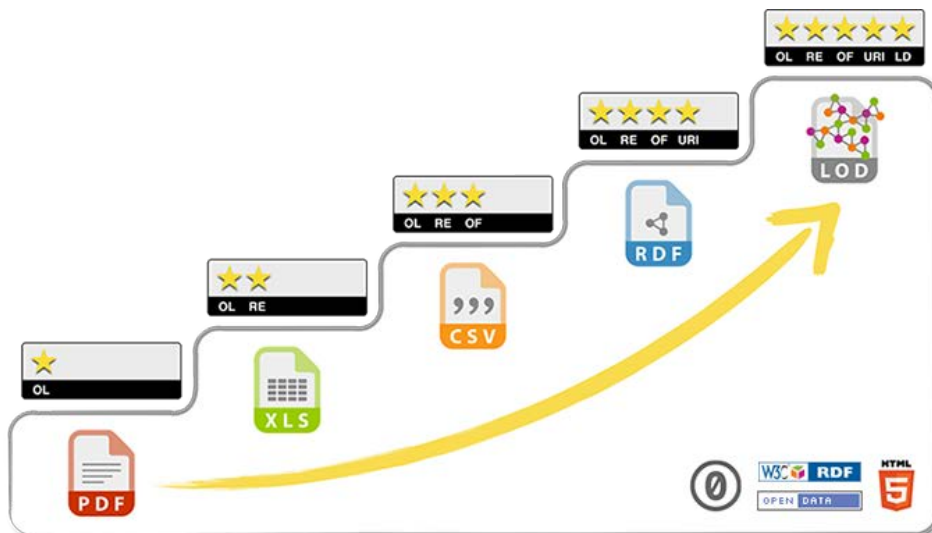 OL RE OF URI LD
LOD
OL RE OF URI
RDF
OL RE OF
CSV
OL RE
XLS
OL
PDF
W3C RDF
OPEN DATA
HTML
5
0